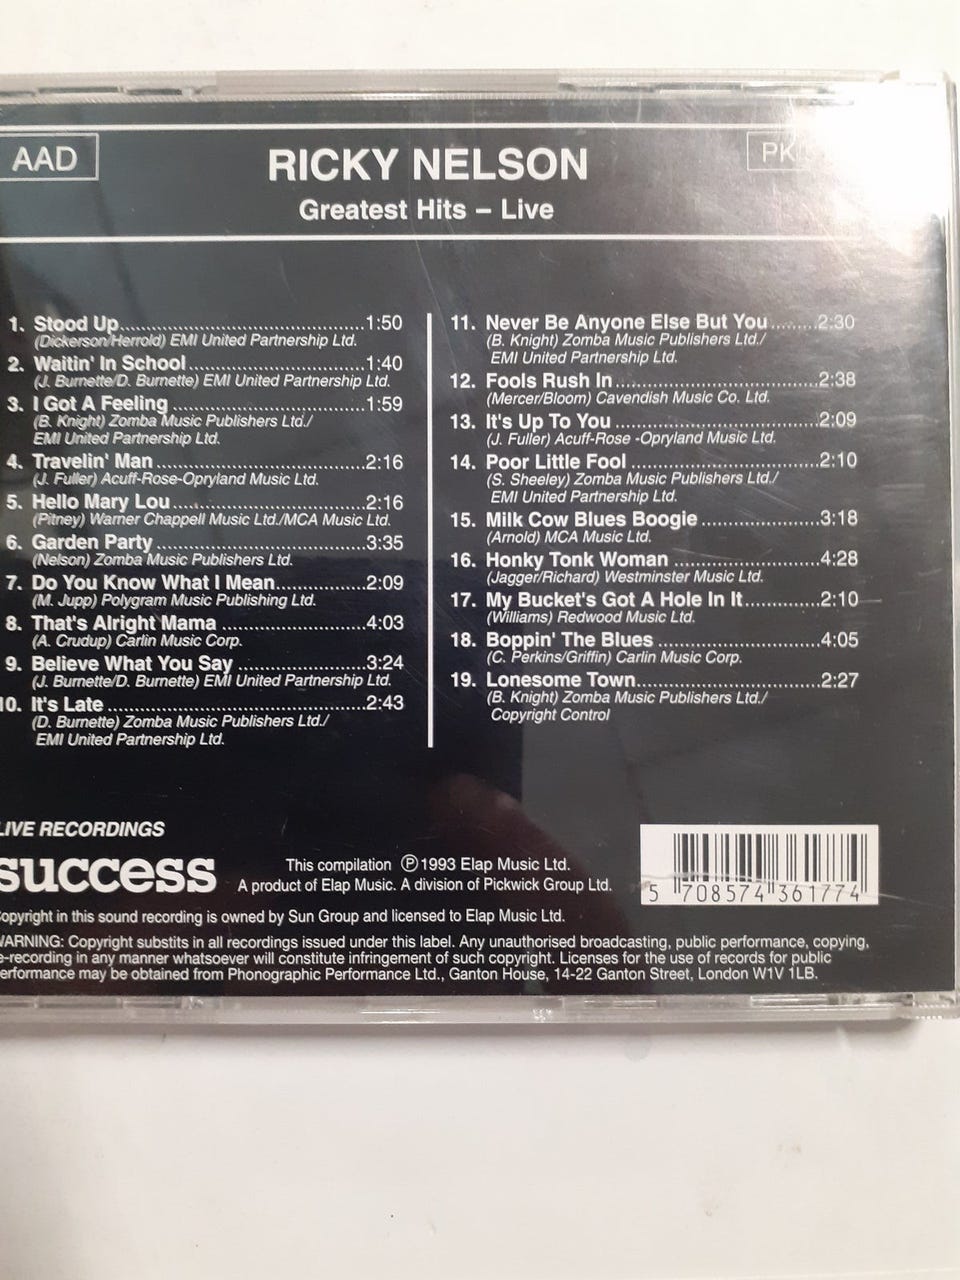 AAD
RICKY NELSON
Greatest Hits – Live
1. Stood Up 1:50
(Dickerson/Herrold) EMI United Partnership Ltd.
2. Waitin' In School 1:40
(J. Burnette/D. Burnette) EMI United Partnership Ltd.
3. I Got A Feeling 1:59
(B. Knight) Zomba Music Publishers Ltd./
EMI United Partnership Ltd.
4. Travelin' Man 2:16
(J. Fuller) Acuff-Rose-Opryland Music Ltd.
5. Hello Mary Lou 2:16
(Pitney) Warner Chappell Music Ltd./MCA Music Ltd.
6. Garden Party 3:35
(Nelson) Zomba Music Publishers Ltd.
7. Do You Know What I Mean 2:09
(M. Jupp) Polygram Music Publishing Ltd.
8. That's Alright Mama 4:03
(A. Crudup) Carlin Music Corp.
9. Believe What You Say 3:24
(J. Burnette/D. Burnette) EMI United Partnership Ltd.
10. It's Late 2:43
(D. Burnette) Zomba Music Publishers Ltd./
EMI United Partnership Ltd.
11. Never Be Anyone Else But You 2:30
(B. Knight) Zomba Music Publishers Ltd./
EMI United Partnership Ltd.
12. Fools Rush In 2:38
(Mercer/Bloom) Cavendish Music Co. Ltd.
13. It's Up To You 2:09
(J. Fuller) Acuff-Rose -Opryland Music Ltd.
14. Poor Little Fool 2:10
(S. Sheeley) Zomba Music Publishers Ltd./
EMI United Partnership Ltd.
15. Milk Cow Blues Boogie 3:18
(Arnold) MCA Music Ltd.
16. Honky Tonk Woman 4:28
(Jagger/Richard) Westminster Music Ltd.
17. My Bucket's Got A Hole In It 2:10
(Williams) Redwood Music Ltd.
18. Boppin' The Blues 4:05
(C. Perkins/Griffin) Carlin Music Corp.
19. Lonesome Town 2:27
(B. Knight) Zomba Music Publishers Ltd./
Copyright Control
LIVE RECORDINGS
success
This compilation ℗1993 Elap Music Ltd.
A product of Elap Music. A division of Pickwick Group Ltd.
5 708574 361774
Copyright in this sound recording is owned by Sun Group and licensed to Elap Music Ltd.
WARNING: Copyright substits in all recordings issued under this label. Any unauthorised broadcasting, public performance, copying,
re-recording in any manner whatsoever will constitute infringement of such copyright. Licenses for the use of records for public
performance may be obtained from Phonographic Performance Ltd., Ganton House, 14-22 Ganton Street, London W1V 1LB.